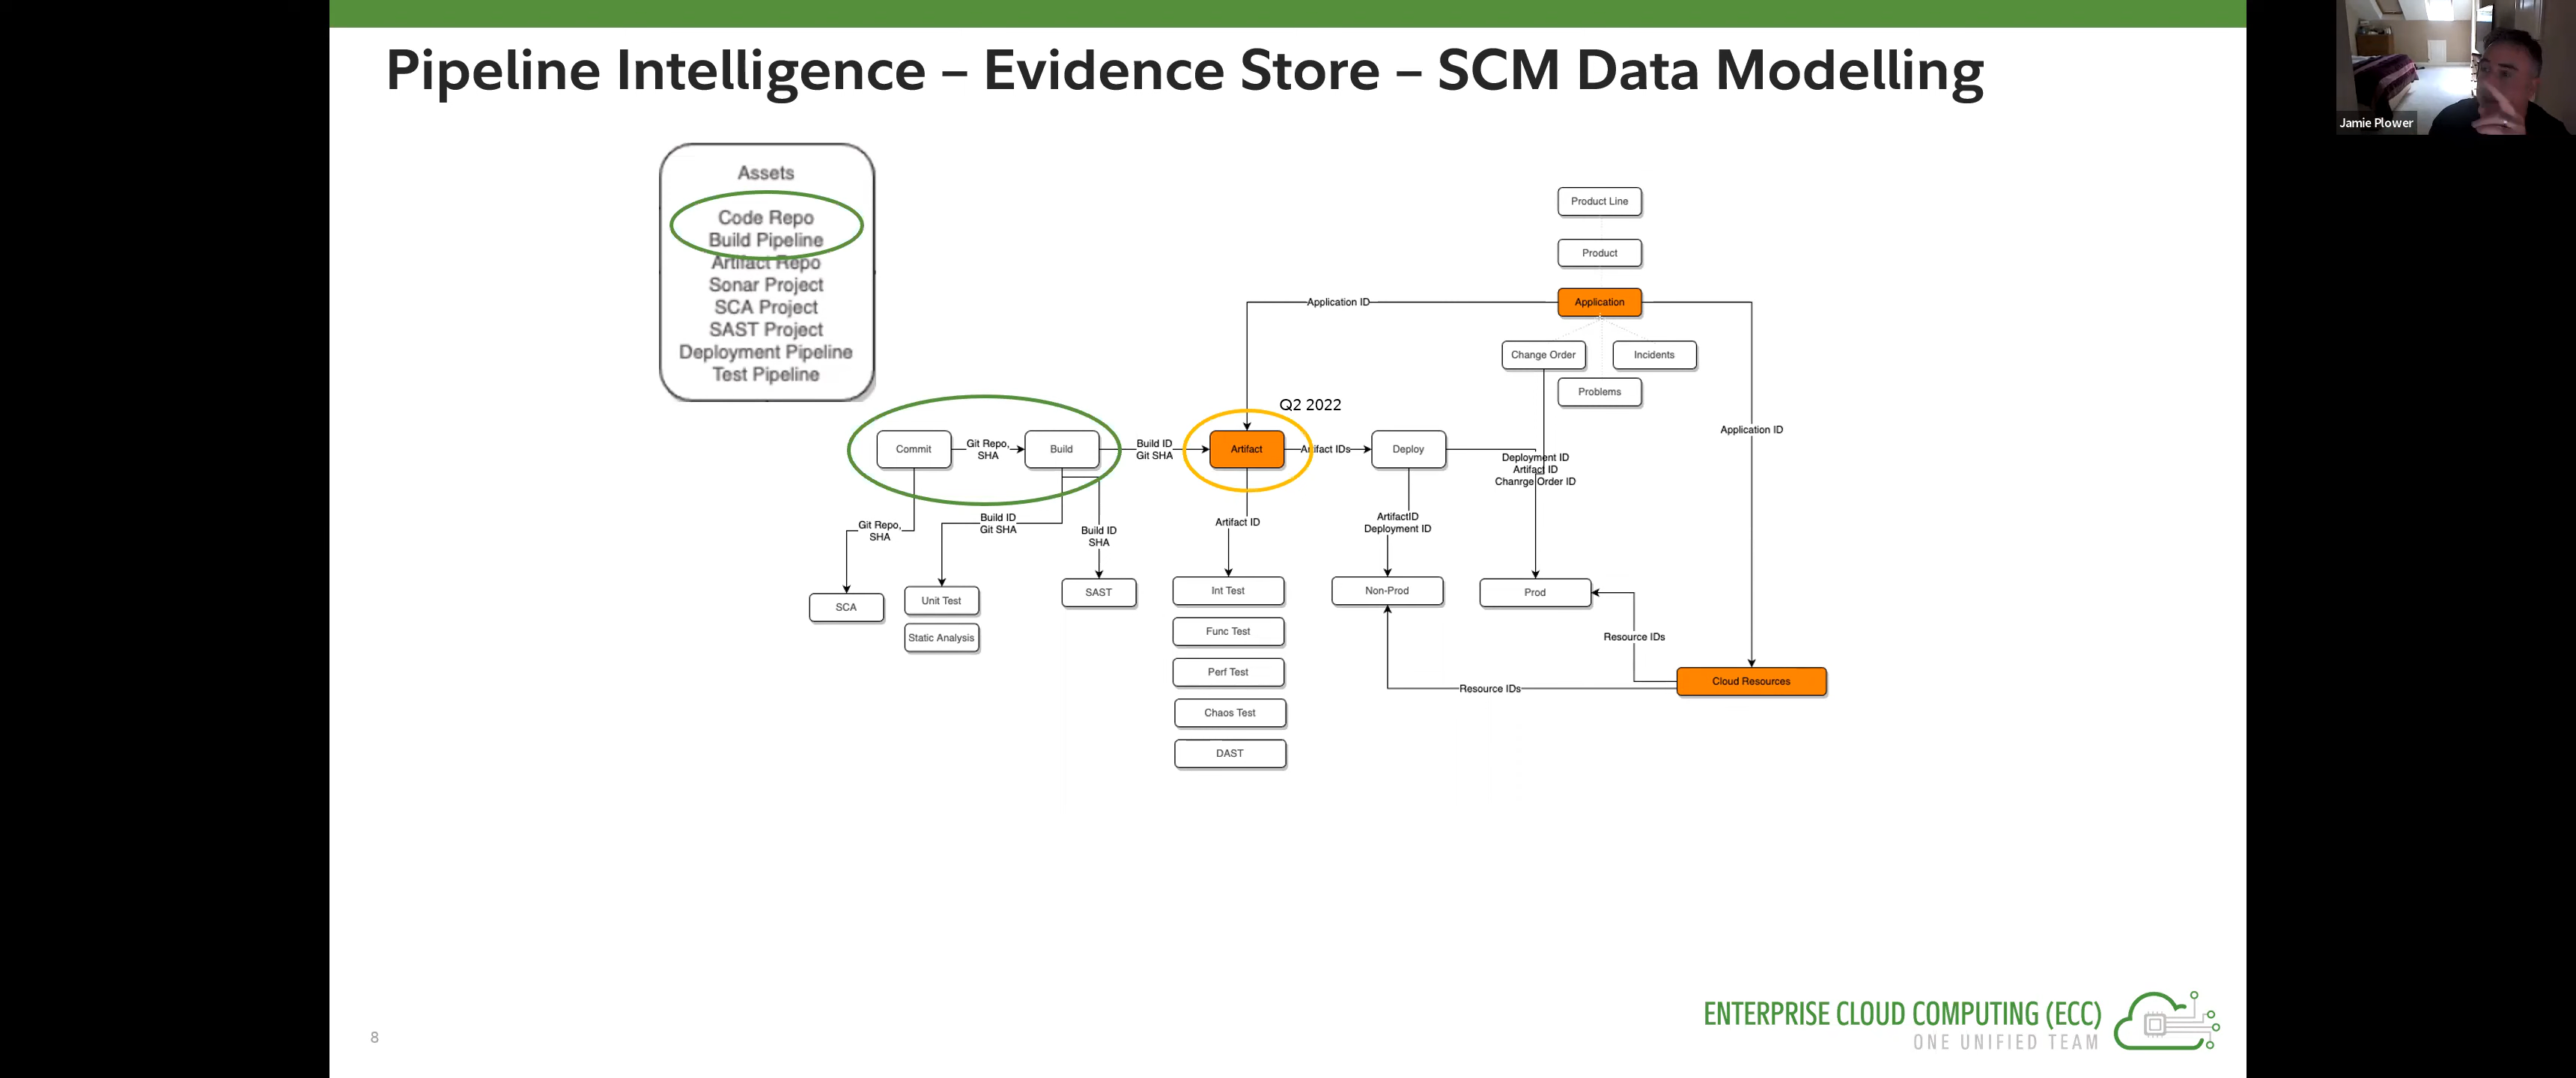 Pipeline Intelligence – Evidence Store – SCM Data Modelling
Jamie Plower
Assets
Code Repo
Build Pipeline
Artifact Repo
Sonar Project
SCA Project
SAST Project
Deployment Pipeline
Test Pipeline
Product Line
Product
Application ID
Application
Change Order
Incidents
Problems
Application ID
Q2 2022
Commit
Git Repo,
SHA
Build
Build ID
Git SHA
Artifact
Artifact IDs
Deploy
Deployment ID
Artifact ID
Chanrge Order ID
Git Repo,
SHA
Build ID
Git SHA
Build ID
SHA
Artifact ID
ArtifactID
Deployment ID
SCA
Unit Test
Static Analysis
SAST
Int Test
Func Test
Perf Test
Chaos Test
DAST
Non-Prod
Prod
Resource IDs
Resource IDs
Cloud Resources
8
ENTERPRISE CLOUD COMPUTING (ECC)
ONE UNIFIED TEAM